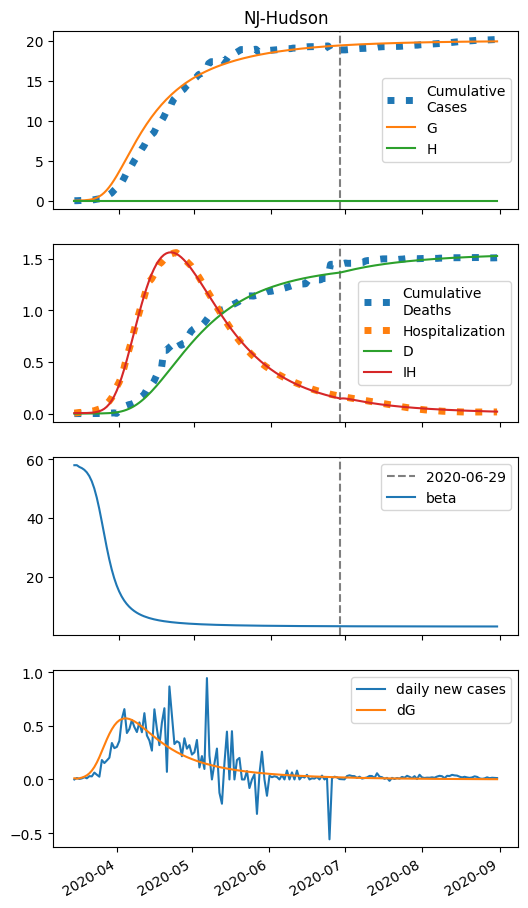 NJ-Hudson
20
15
10
5
0
Cumulative
Cases
G
H
1.5
1.0
0.5
0.0
Cumulative
Deaths
Hospitalization
D
IH
60
40
20
2020-06-29
beta
1.0
0.5
0.0
−0.5
daily new cases
dG
2020-04
2020-05
2020-06
2020-07
2020-08
2020-09